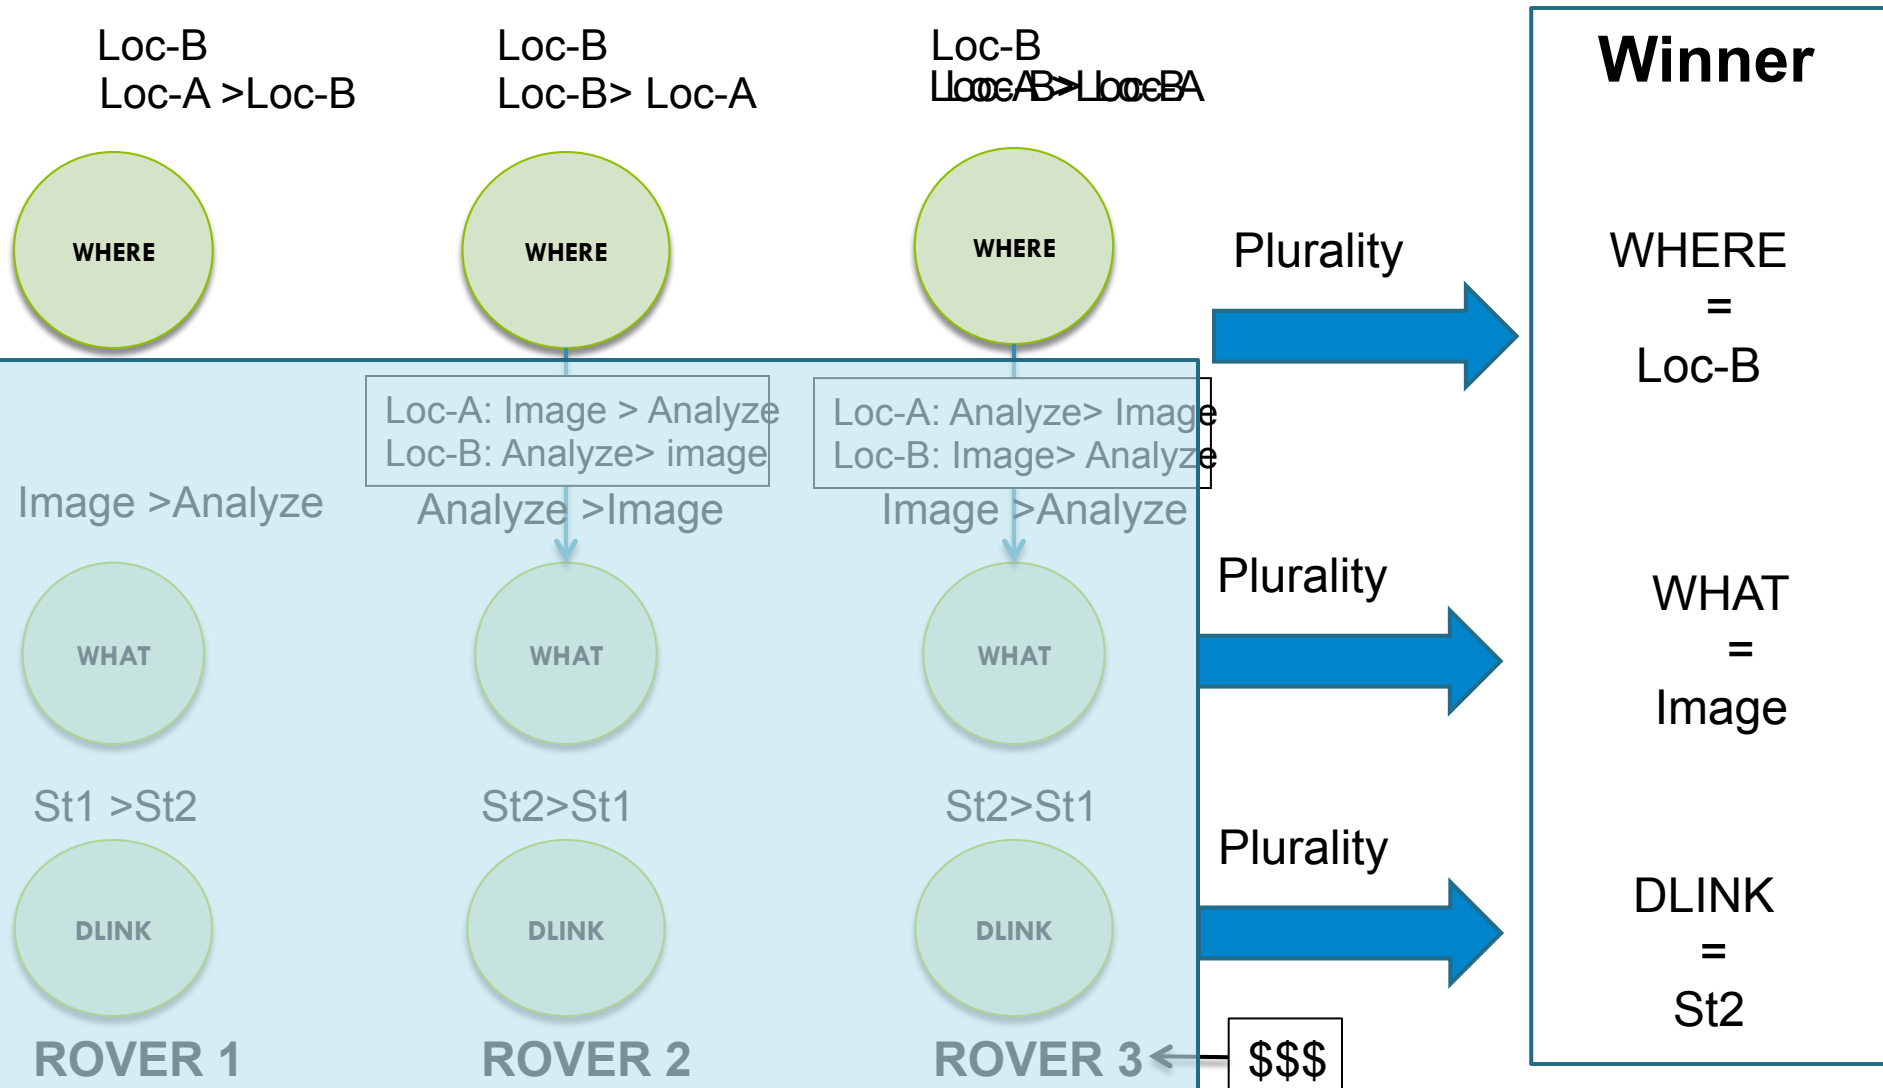 Loc-B
Loc-A >Loc-B
Loc-B
Loc-B> Loc-A
Loc-B
Winner
WHERE
WHERE
WHERE
Plurality
WHERE
=
Loc-B
Loc-A: Image > Analyze
Loc-B: Analyze> image
Loc-A: Analyze> Image
Loc-B: Image> Analyze
Image >Analyze
Analyze >Image
Image >Analyze
Plurality
WHAT
WHAT
WHAT
WHAT
=
Image
St1 >St2
St2>St1
St2>St1
Plurality
DLINK
DLINK
DLINK
DLINK
=
St2
ROVER 1
ROVER 2
ROVER 3
$$$